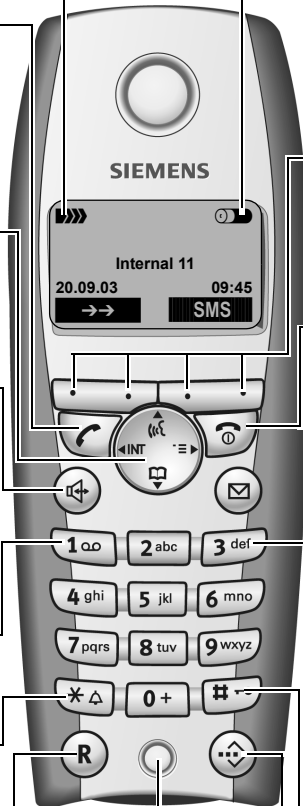 SIEMENS
Internal 11
20.09.03 09:45
→→ SMS
INT
1 2 abc 3 def
4 ghi 5 jkl 6 mno
7 pqrs 8 tuv 9 wxyz
* 0 + #
R